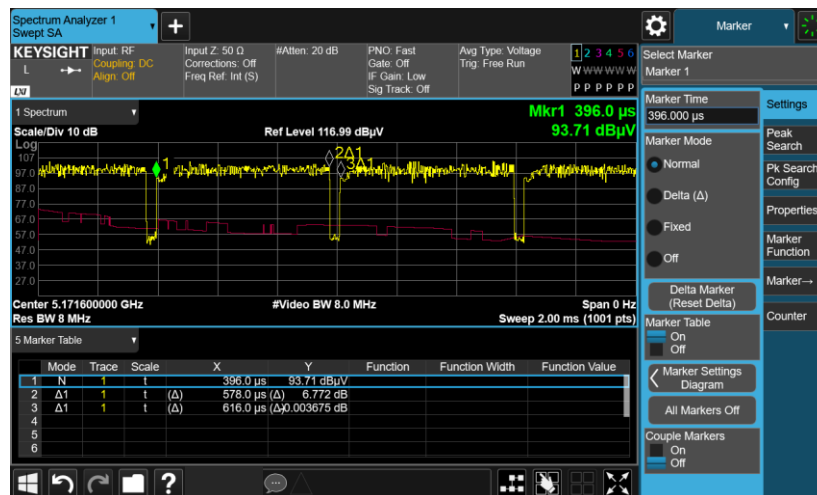 Spectrum Analyzer 1
Swept SA
+
Marker
KEYSIGHT Input: RF Input Z: 50 Ω #Atten: 20 dB PNO: Fast Avg Type: Voltage 1 2 3 4 5 6
L Coupling: DC Corrections: Off Gate: Off Trig: Free Run W W W W W W
Align: Off Freq Ref: Int (S) IF Gain: Low
LXI Sig Track: Off P P P P P P
Select Marker
Marker 1
1 Spectrum
Mkr1 396.0 µs
Scale/Div 10 dB Ref Level 116.99 dBµV 93.71 dBµV
Log
107
97.0
87.0
77.0
67.0
57.0
47.0
37.0
27.0
1
2Δ1
3Δ1
Center 5.171600000 GHz #Video BW 8.0 MHz Span 0 Hz
Res BW 8 MHz Sweep 2.00 ms (1001 pts)
5 Marker Table
Mode Trace Scale X Y Function Function Width Function Value
1 N 1 t 396.0 µs 93.71 dBµV
2 Δ1 1 t (Δ) 578.0 µs (Δ) 6.772 dB
3 Δ1 1 t (Δ) 616.0 µs (Δ) 0.003675 dB
4
5
6
?
Marker Time
396.000 µs
Marker Mode
Normal
Delta (Δ)
Fixed
Off
Delta Marker
(Reset Delta)
Marker Table
On
Off
Marker Settings
Diagram
All Markers Off
Couple Markers
On
Off
Settings
Peak
Search
Pk Search
Config
Properties
Marker
Function
Marker→
Counter